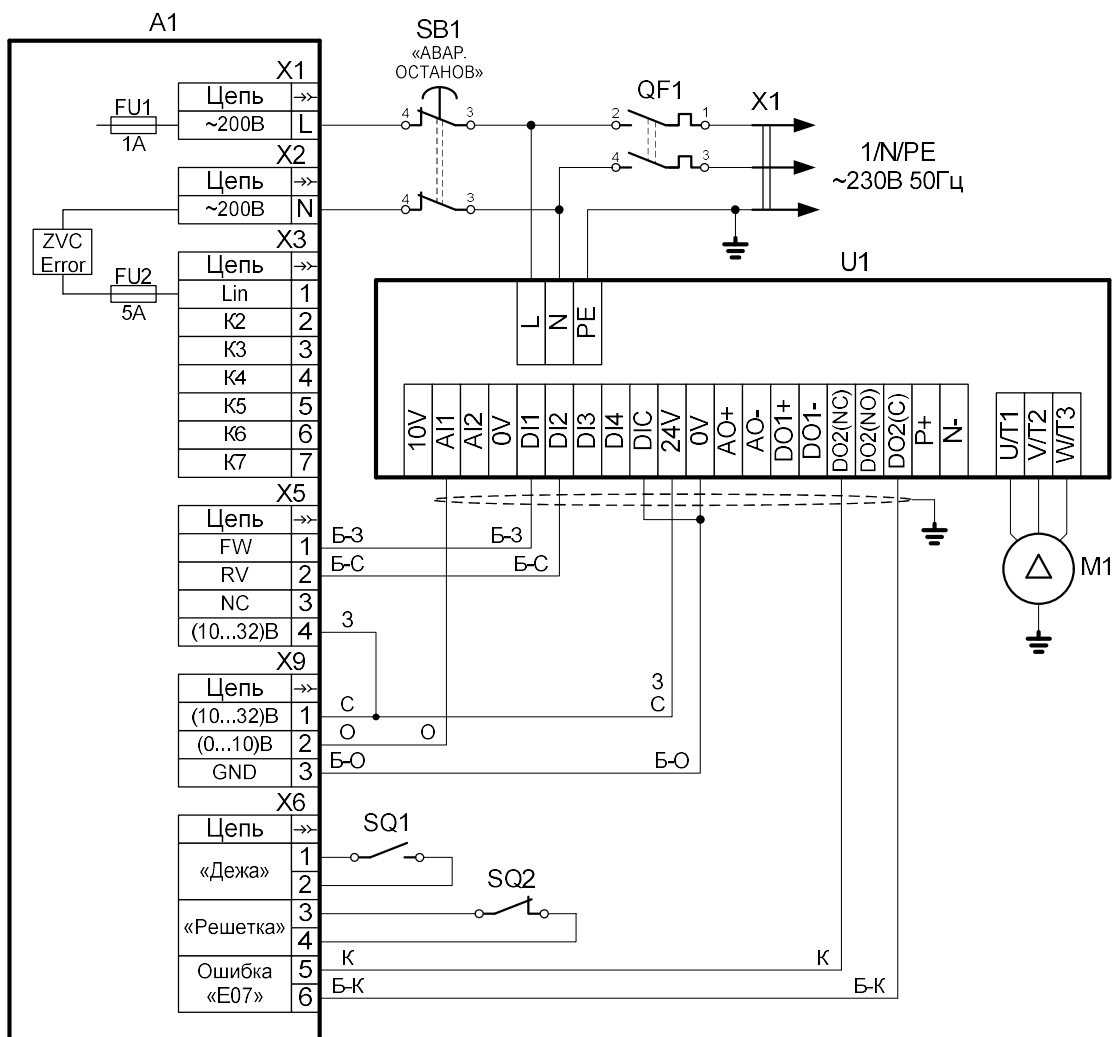 A1
SB1
«АВАР.
ОСТАНОВ»
X1
Цепь
FU1
1A
~200В L
4 3
QF1
2 1
4 3
X1
1/N/PE
~230В 50Гц
X2
Цепь
~200В N
4 3
ZVC
Error
X3
Цепь
FU2
5A
Lin 1
К2 2
К3 3
К4 4
К5 5
К6 6
К7 7
U1
L
N
PE
10V
AI1
AI2
0V
DI1
DI2
DI3
DI4
DIC
24V
0V
AO+
AO-
DO1+
DO1-
DO2(NC)
DO2(NO)
DO2(C)
P+
N-
U/T1
V/T2
W/T3
M1
X5
Цепь
FW 1
Б-З Б-З
RV 2
Б-С Б-С
NC 3
(10...32)В 4
З
X9
Цепь
З
(10...32)В 1
С С
(0...10)В 2
О О
GND 3
Б-О Б-О
X6
Цепь
SQ1
«Дежа»
1
2
SQ2
«Решетка»
3
4
Ошибка
«Е07»
5
К К
6
Б-К Б-К